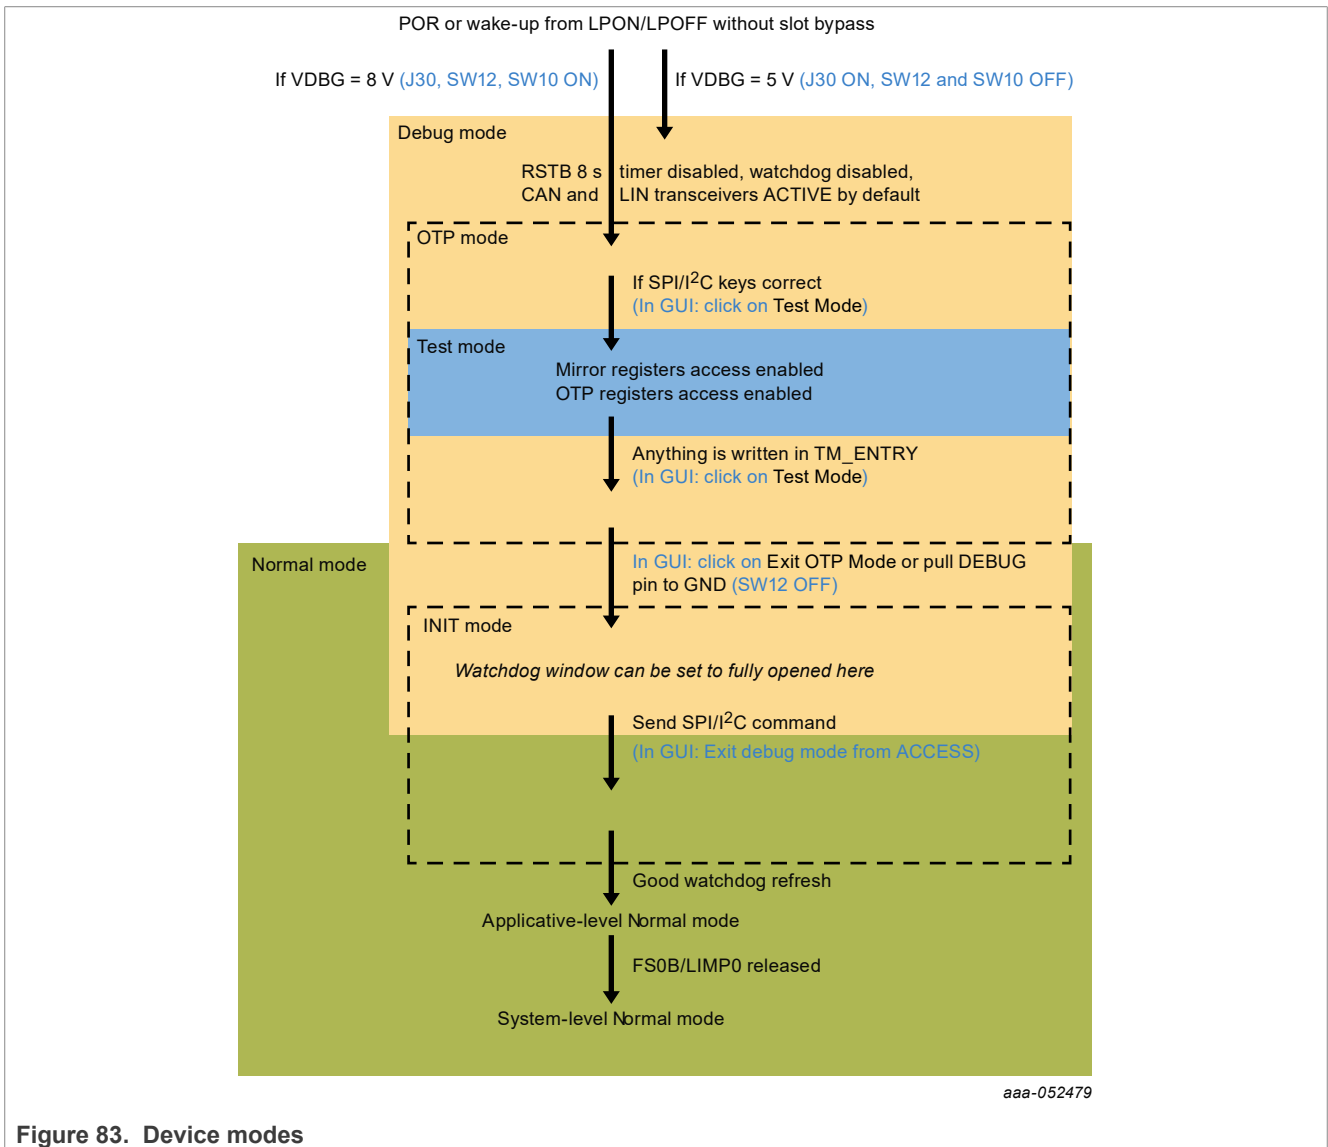 POR or wake-up from LPON/LPOFF without slot bypass
If VDBG = 8 V (J30, SW12, SW10 ON)
If VDBG = 5 V (J30 ON, SW12 and SW10 OFF)
Debug mode
RSTB 8 s timer disabled, watchdog disabled,
CAN and LIN transceivers ACTIVE by default
OTP mode
If SPI/I2C keys correct
(In GUI: click on Test Mode)
Test mode
Mirror registers access enabled
OTP registers access enabled
Anything is written in TM_ENTRY
(In GUI: click on Test Mode)
Normal mode
In GUI: click on Exit OTP Mode or pull DEBUG
pin to GND (SW12 OFF)
INIT mode
Watchdog window can be set to fully opened here
Send SPI/I2C command
(In GUI: Exit debug mode from ACCESS)
Good watchdog refresh
Applicative-level Normal mode
FS0B/LIMP0 released
System-level Normal mode
aaa-052479
Figure 83. Device modes